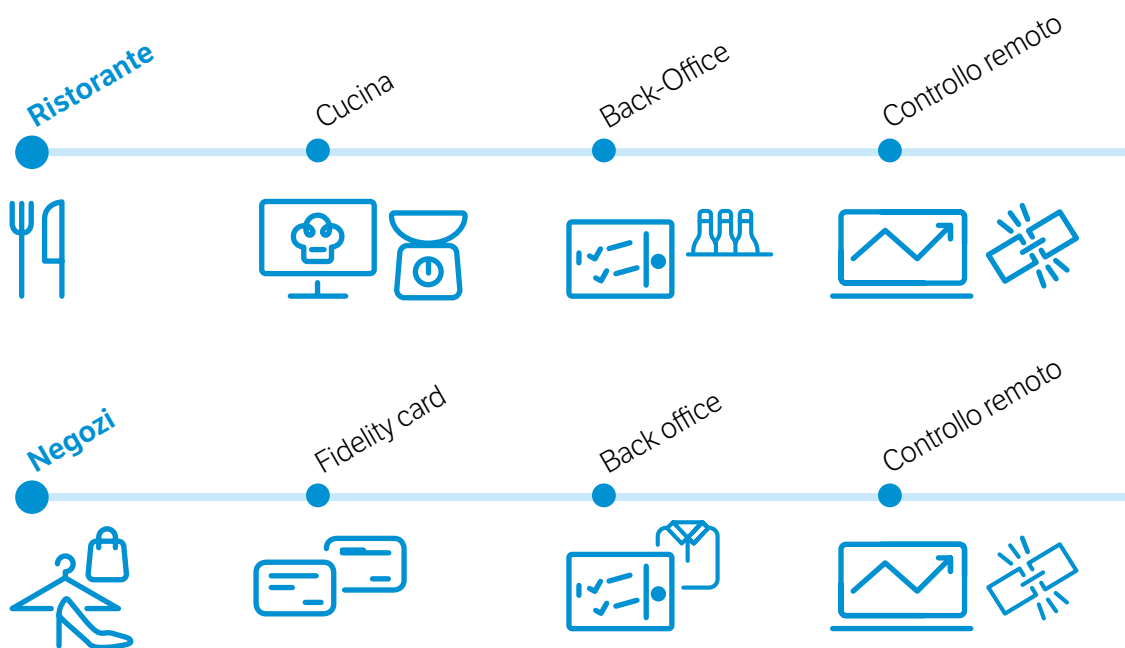 Ristorante
Cucina
Back-Office
Controllo remoto
Negozi
Fidelity card
Back office
Controllo remoto